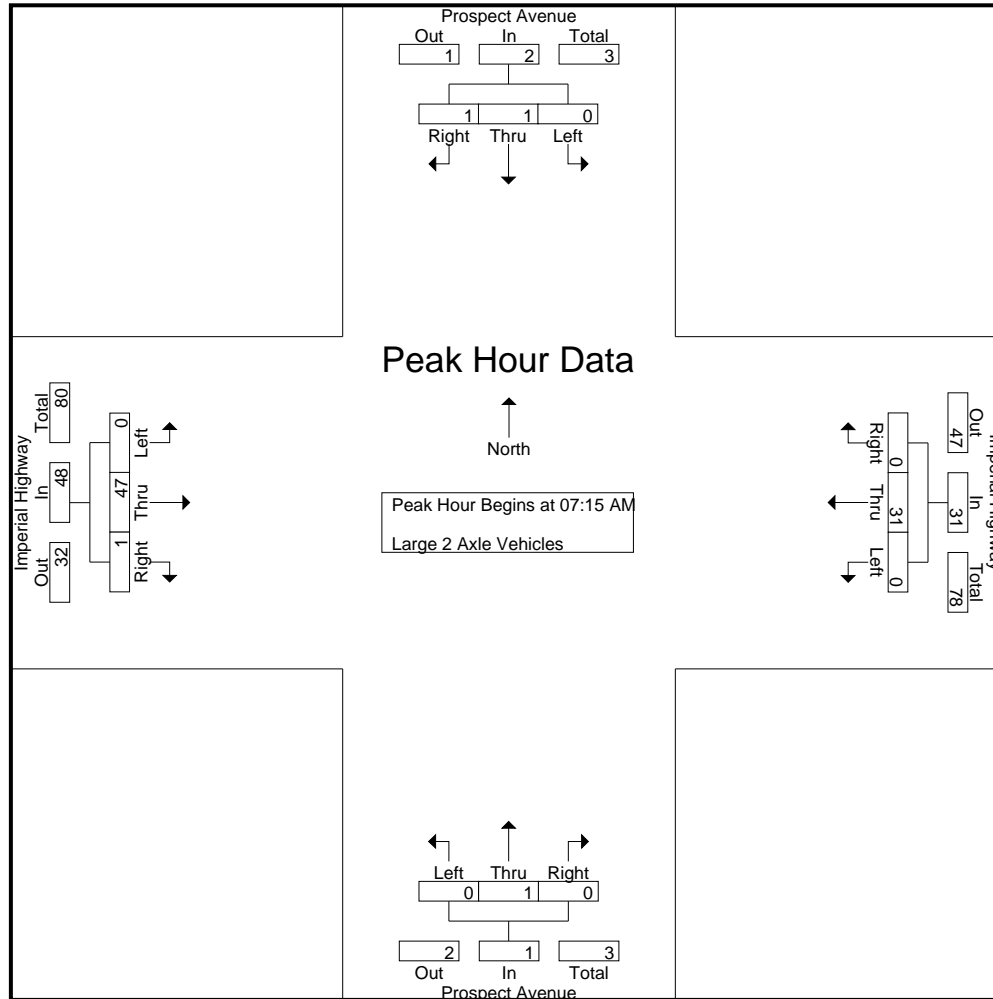 Prospect Avenue
Out In Total
1 2 3
1 1 0
Right Thru Left
Peak Hour Data
North
Peak Hour Begins at 07:15 AM
Large 2 Axle Vehicles
Imperial Highway
Total In Out
80 48 32
0 47 1
Left Thru Right
Right Thru Left
0 31 0
47 31 78
Out In Total
Imperial Highway
Left Thru Right
0 1 0
2 1 3
Out In Total
Prospect Avenue